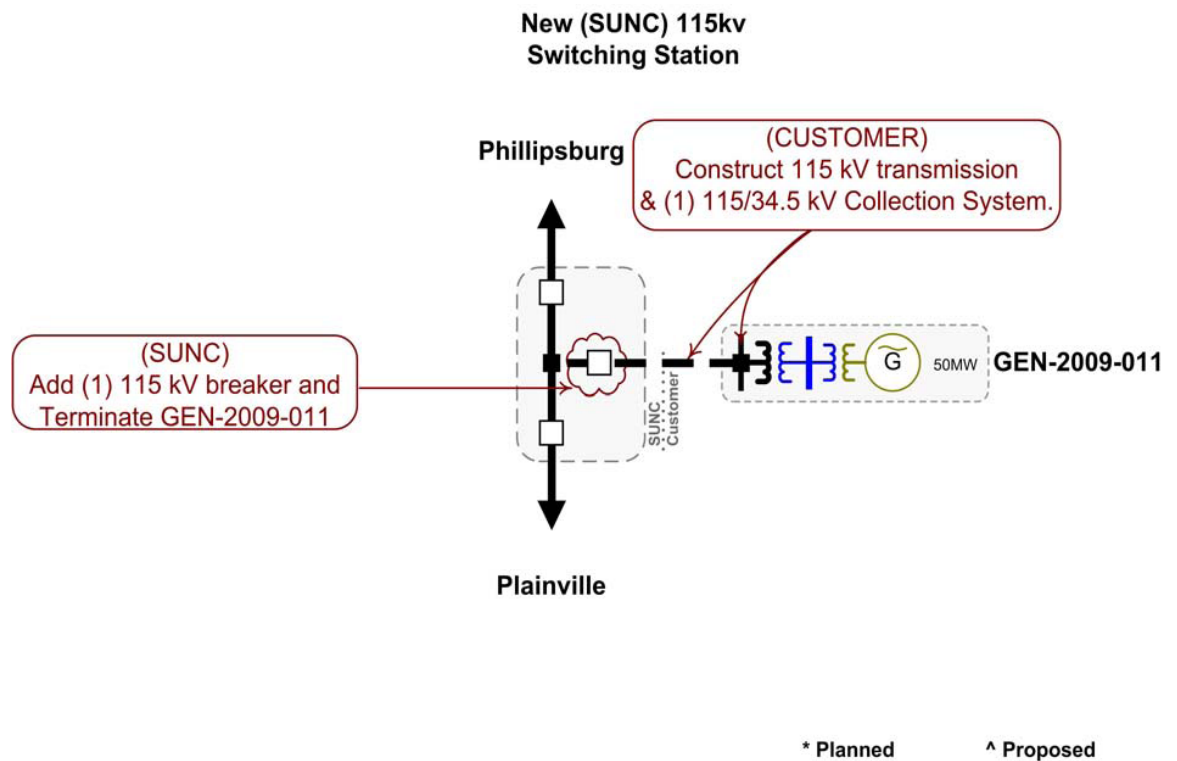 New (SUNC) 115kv
Switching Station
Phillipsburg
(CUSTOMER)
Construct 115 kV transmission
& (1) 115/34.5 kV Collection System.
(SUNC)
Add (1) 115 kV breaker and
Terminate GEN-2009-011
SUNC
Customer
G
50MW
GEN-2009-011
Plainville
* Planned
^ Proposed